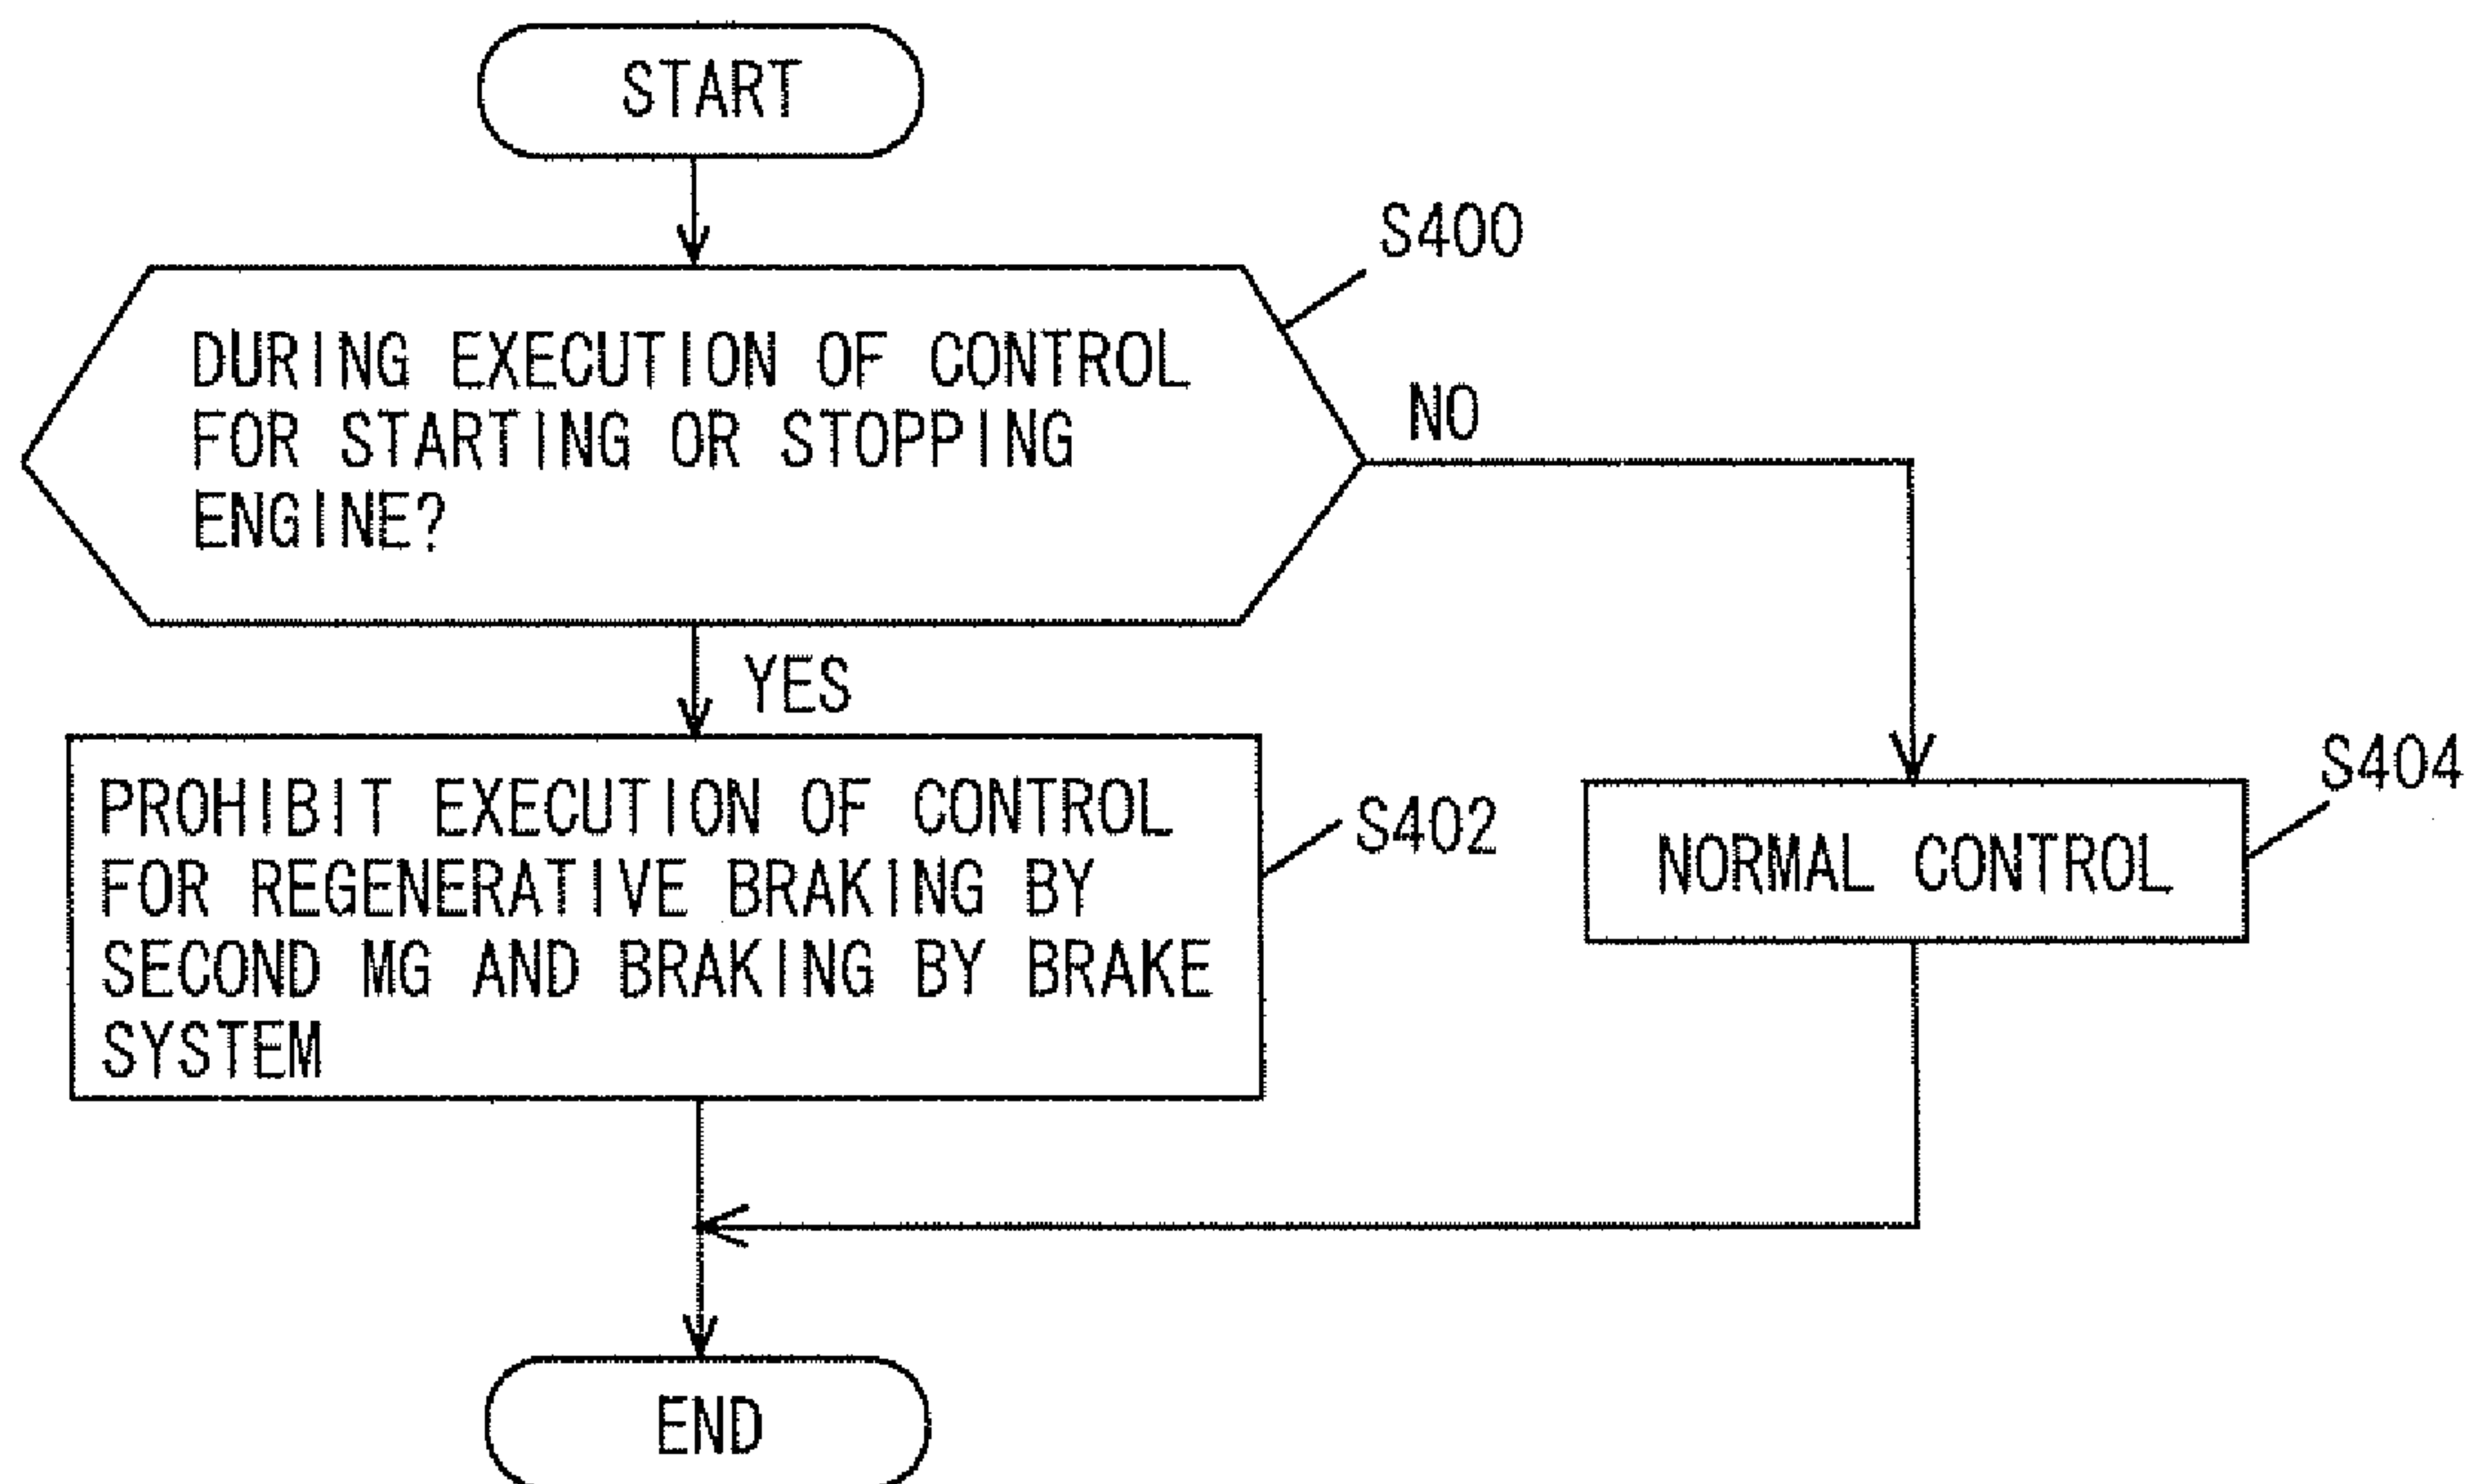 START
S400
DURING EXECUTION OF CONTROL
FOR STARTING OR STOPPING
ENGINE?
NO
YES
PROHIBIT EXECUTION OF CONTROL
FOR REGENERATIVE BRAKING BY
SECOND MG AND BRAKING BY BRAKE
SYSTEM
S402
S404
NORMAL CONTROL
END